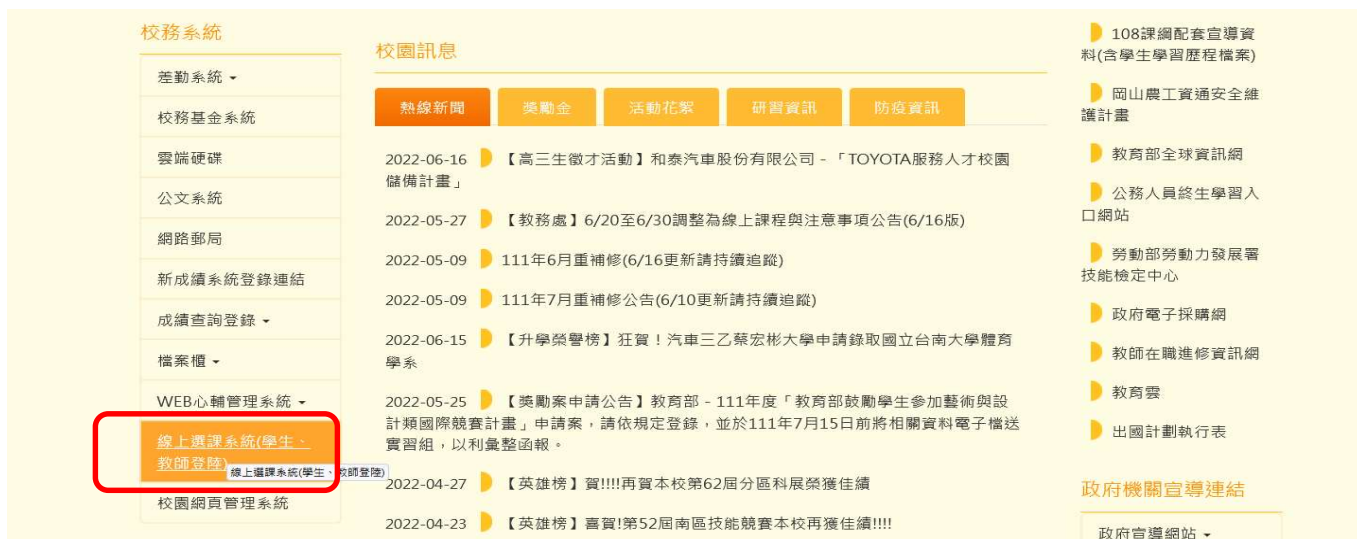 校務系統
差勤系統
校務基金系統
雲端硬碟
公文系統
網路郵局
新成績系統登錄連結
成績查詢登錄
檔案櫃
WEB心輔管理系統
線上選課系統(學生、
教師登陸)
線上選課系統(學生、教師登陸)
校園網頁管理系統
校園訊息
熱線新聞
獎勵金
活動花絮
研習資訊
防疫資訊
2022-06-16 【高三生徵才活動】和泰汽車股份有限公司 - 「TOYOTA服務人才校園
儲備計畫」
2022-05-27 【教務處】6/20至6/30調整為線上課程與注意事項公告(6/16版)
2022-05-09 111年6月重補修(6/16更新請持續追蹤)
2022-05-09 111年7月重補修公告(6/10更新請持續追蹤)
2022-06-15 【升學榮譽榜】狂賀！汽車三乙蔡宏彬大學申請錄取國立台南大學體育
學系
2022-05-25 【獎勵案申請公告】教育部 - 111年度「教育部鼓勵學生參加藝術與設
計類國際競賽計畫」申請案，請依規定登錄，並於111年7月15日前將相關資料電子檔送
實習組，以利彙整函報。
2022-04-27 【英雄榜】賀!!!!再賀本校第62屆分區科展榮獲佳績
2022-04-23 【英雄榜】喜賀!第52屆南區技能競賽本校再獲佳績!!!!
108課綱配套宣導資
料(含學生學習歷程檔案)
岡山農工資通安全維
護計畫
教育部全球資訊網
公務人員終生學習入
口網站
勞動部勞動力發展署
技能檢定中心
政府電子採購網
教師在職進修資訊網
教育雲
出國計劃執行表
政府機關宣導連結
政府宣導網站